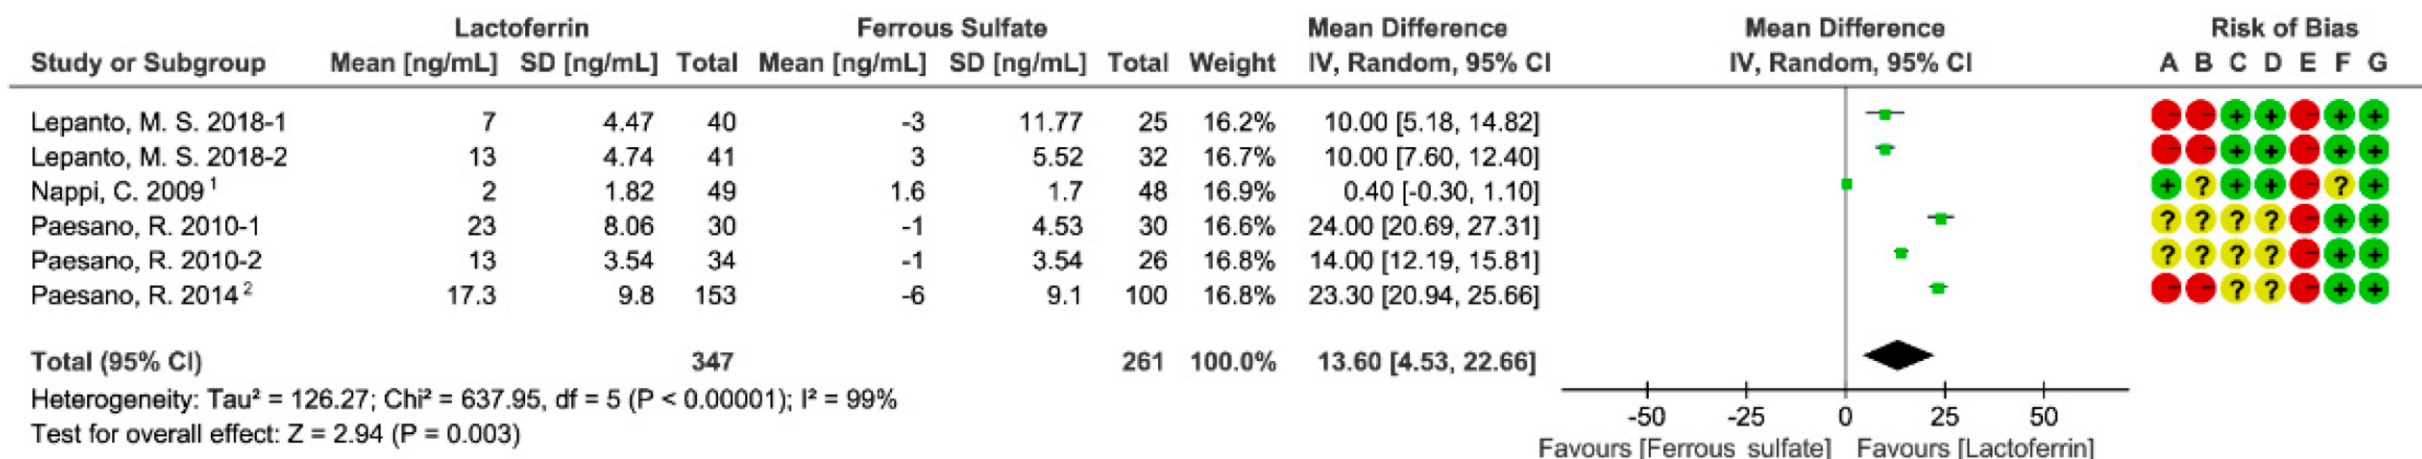 Lactoferrin Ferrous Sulfate Mean Difference Mean Difference Risk of Bias
Study or Subgroup Mean [ng/mL] SD [ng/mL] Total Mean [ng/mL] SD [ng/mL] Total Weight IV, Random, 95% CI IV, Random, 95% CI A B C D E F G
Lepanto, M. S. 2018-1 7 4.47 40 -3 11.77 25 16.2% 10.00 [5.18, 14.82] - - + + - + +
Lepanto, M. S. 2018-2 13 4.74 41 3 5.52 32 16.7% 10.00 [7.60, 12.40] - - + + - + +
Nappi, C. 2009 ¹ 2 1.82 49 1.6 1.7 48 16.9% 0.40 [-0.30, 1.10] + ? + + - ? +
Paesano, R. 2010-1 23 8.06 30 -1 4.53 30 16.6% 24.00 [20.69, 27.31] ? ? ? ? - + +
Paesano, R. 2010-2 13 3.54 34 -1 3.54 26 16.8% 14.00 [12.19, 15.81] ? ? ? ? - + +
Paesano, R. 2014 ² 17.3 9.8 153 -6 9.1 100 16.8% 23.30 [20.94, 25.66] - - ? ? - + +
Total (95% CI) 347 261 100.0% 13.60 [4.53, 22.66]
Heterogeneity: Tau² = 126.27; Chi² = 637.95, df = 5 (P < 0.00001); I² = 99%
Test for overall effect: Z = 2.94 (P = 0.003)
-50 -25 0 25 50
Favours [Ferrous sulfate] Favours [Lactoferrin]